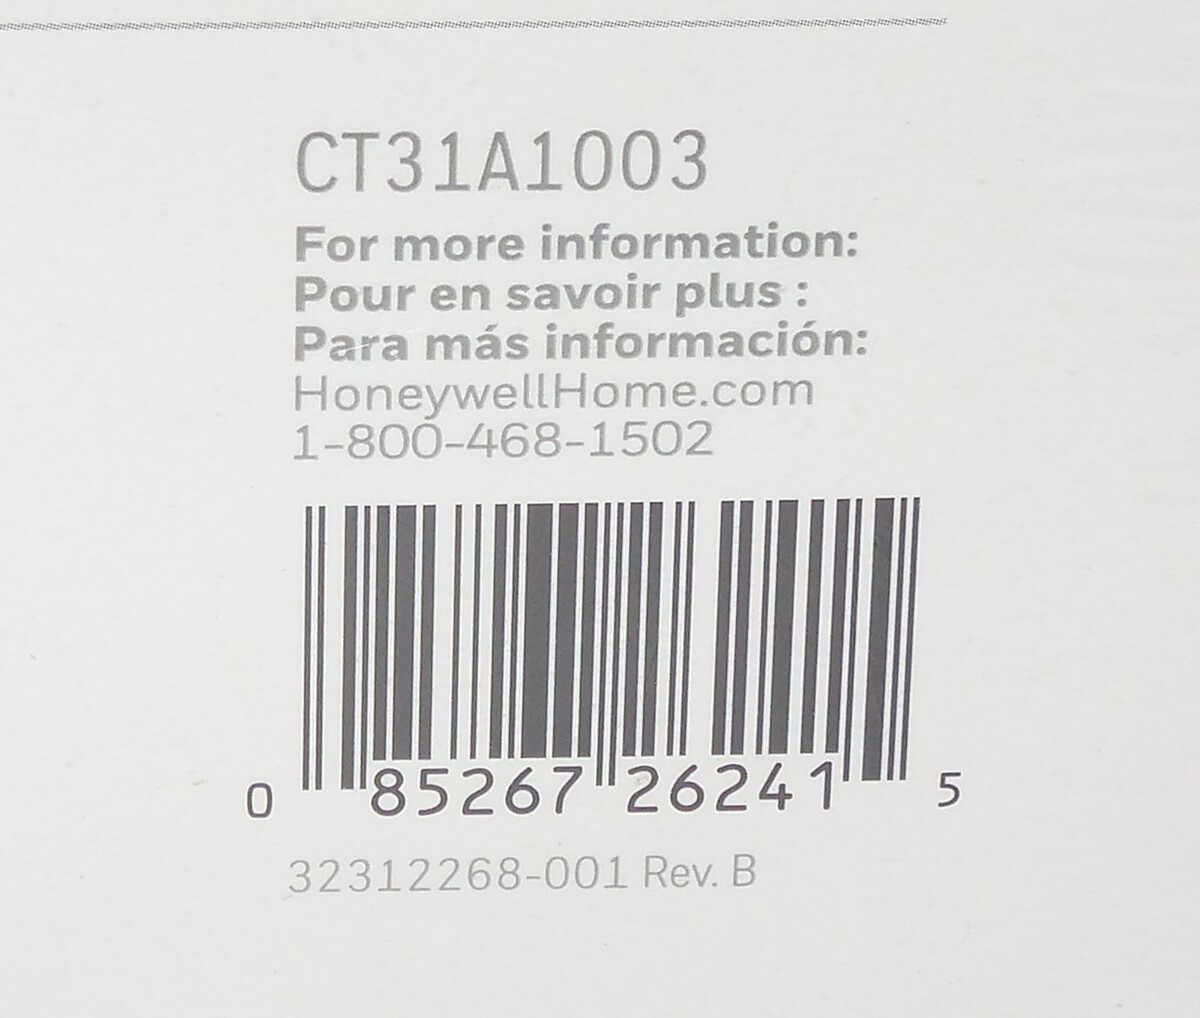 CT31A1003
For more information:
Pour en savoir plus :
Para más información:
HoneywellHome.com
1-800-468-1502
0 85267 26241 5
32312268-001 Rev. B